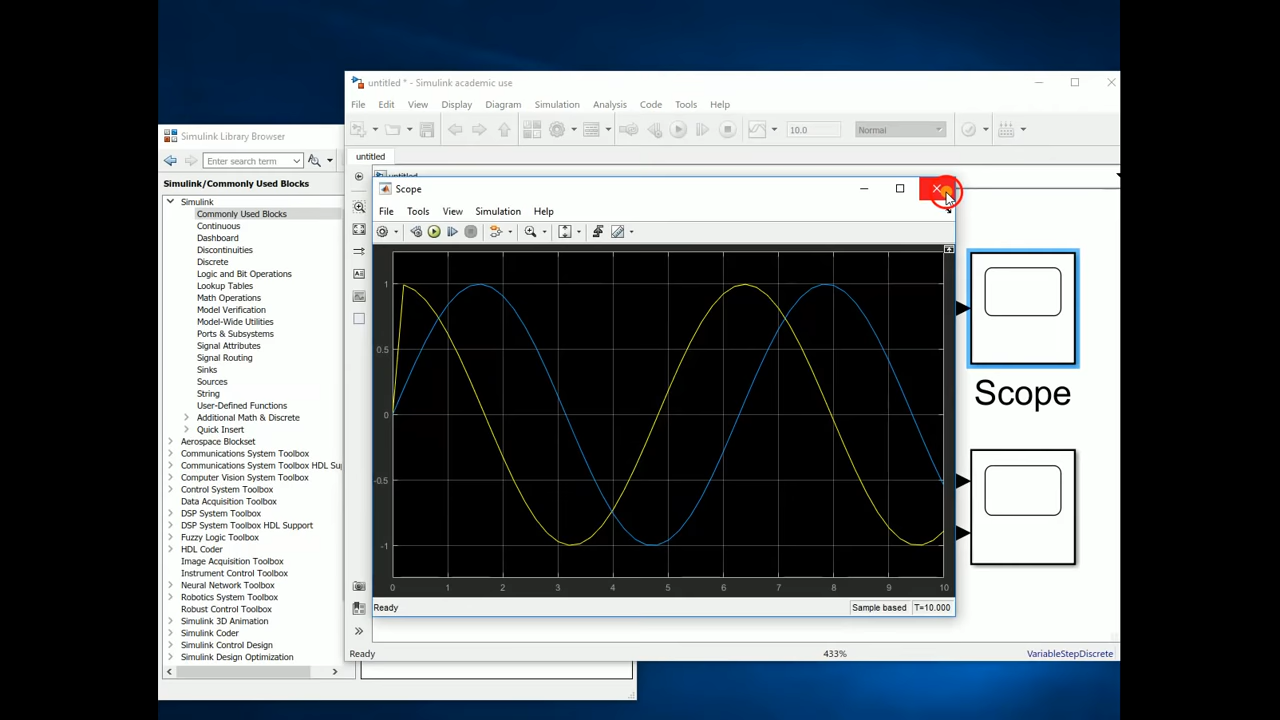 untitled * - Simulink academic use
File Edit View Display Diagram Simulation Analysis Code Tools Help
10.0 Normal
untitled
untitled
Simulink Library Browser
Enter search term
Simulink/Commonly Used Blocks
Simulink
Commonly Used Blocks
Continuous
Dashboard
Discontinuities
Discrete
Logic and Bit Operations
Lookup Tables
Math Operations
Model Verification
Model-Wide Utilities
Ports & Subsystems
Signal Attributes
Signal Routing
Sinks
Sources
String
User-Defined Functions
Additional Math & Discrete
Quick Insert
Aerospace Blockset
Communications System Toolbox
Communications System Toolbox HDL Su
Computer Vision System Toolbox
Control System Toolbox
Data Acquisition Toolbox
DSP System Toolbox
DSP System Toolbox HDL Support
Fuzzy Logic Toolbox
HDL Coder
Image Acquisition Toolbox
Instrument Control Toolbox
Neural Network Toolbox
Robotics System Toolbox
Robust Control Toolbox
Simulink 3D Animation
Simulink Coder
Simulink Control Design
Simulink Design Optimization
Scope
File Tools View Simulation Help
1
0.5
0
-0.5
-1
0 1 2 3 4 5 6 7 8 9 10
Ready Sample based T=10.000
Scope
Ready 433% VariableStepDiscrete